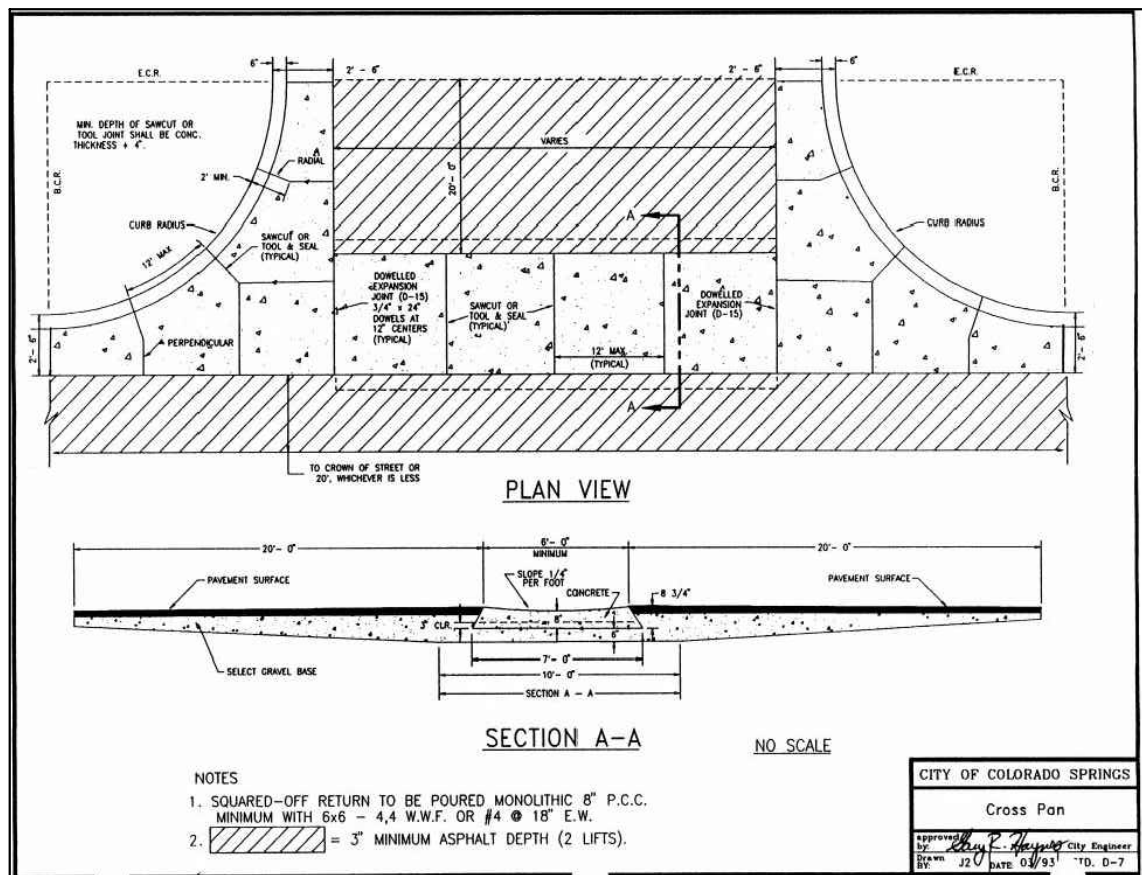 6"
2' - 6"
2' - 6"
6"
E.C.R.
E.C.R.
MIN. DEPTH OF SAWCUT OR
TOOL JOINT SHALL BE CONC.
THICKNESS ÷ 4".
B.C.R.
B.C.R.
RADIAL
2' MIN.
VARIES
20'- 0"
A
CURB RADIUS
CURB RADIUS
12' MAX
SAWCUT OR
TOOL & SEAL
(TYPICAL)
DOWELLED
EXPANSION
JOINT (D-15)
3/4" x 24"
DOWELS AT
12" CENTERS
(TYPICAL)
SAWCUT OR
TOOL & SEAL
(TYPICAL)
DOWELLED
EXPANSION
JOINT (D-15)
PERPENDICULAR
12' MAX.
(TYPICAL)
2'- 6"
2'- 6"
A
TO CROWN OF STREET OR
20', WHICHEVER IS LESS
PLAN VIEW
20'- 0"
6'- 0"
MINIMUM
20'- 0"
PAVEMENT SURFACE
SLOPE 1/4"
PER FOOT
CONCRETE
8 3/4"
PAVEMENT SURFACE
3" CLR.
8"
6"
SELECT GRAVEL BASE
7'- 0"
10'- 0"
SECTION A - A
SECTION A-A
NO SCALE
NOTES
1. SQUARED-OFF RETURN TO BE POURED MONOLITHIC 8" P.C.C.
MINIMUM WITH 6x6 - 4,4 W.W.F. OR #4 @ 18" E.W.
2. = 3" MINIMUM ASPHALT DEPTH (2 LIFTS).
CITY OF COLORADO SPRINGS
Cross Pan
approved by: Gary R. Haynes City Engineer
Drawn BY: J2 DATE 03/93 STD. D-7